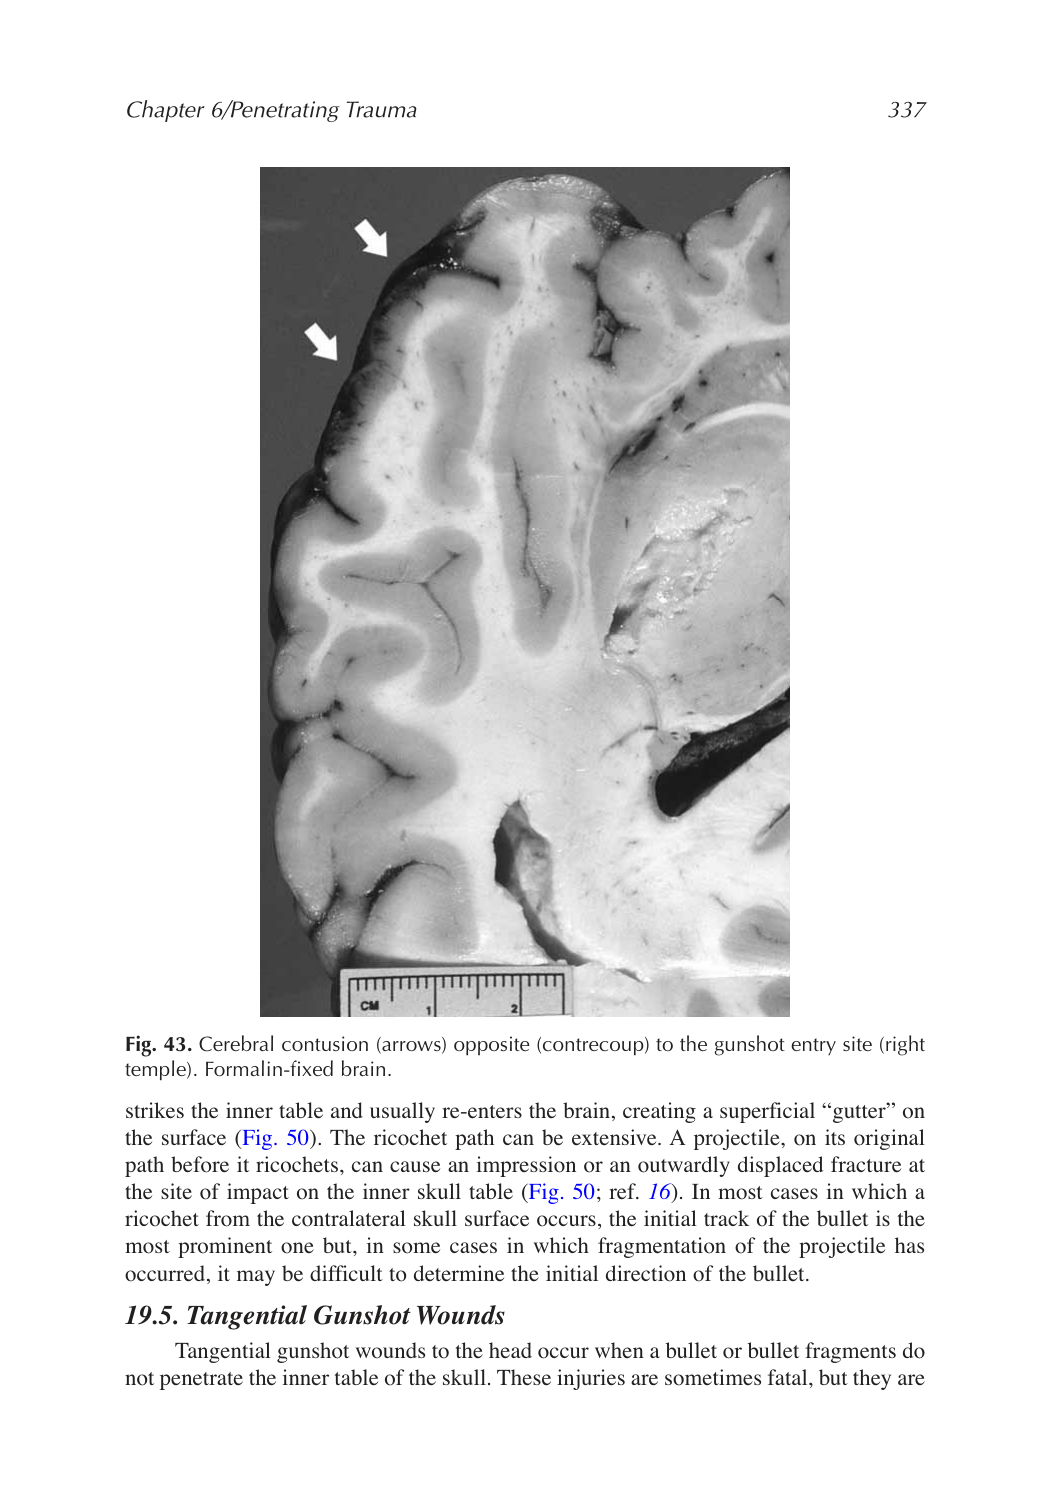 Chapter 6/Penetrating Trauma 337
CM 1 2
Fig. 43. Cerebral contusion (arrows) opposite (contrecoup) to the gunshot entry site (right
temple). Formalin-fixed brain.
strikes the inner table and usually re-enters the brain, creating a superficial “gutter” on
the surface (Fig. 50). The ricochet path can be extensive. A projectile, on its original
path before it ricochets, can cause an impression or an outwardly displaced fracture at
the site of impact on the inner skull table (Fig. 50; ref. 16). In most cases in which a
ricochet from the contralateral skull surface occurs, the initial track of the bullet is the
most prominent one but, in some cases in which fragmentation of the projectile has
occurred, it may be difficult to determine the initial direction of the bullet.
19.5. Tangential Gunshot Wounds
Tangential gunshot wounds to the head occur when a bullet or bullet fragments do
not penetrate the inner table of the skull. These injuries are sometimes fatal, but they are